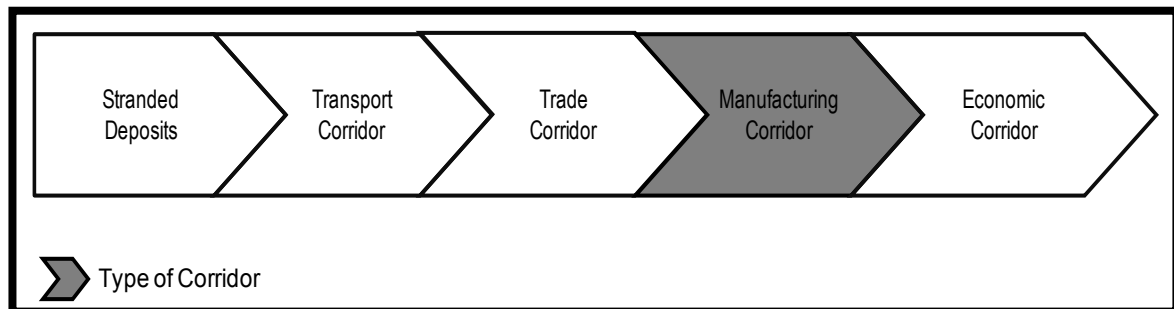 Stranded
Deposits
Transport
Corridor
Trade
Corridor
Manufacturing
Corridor
Economic
Corridor
Type of Corridor